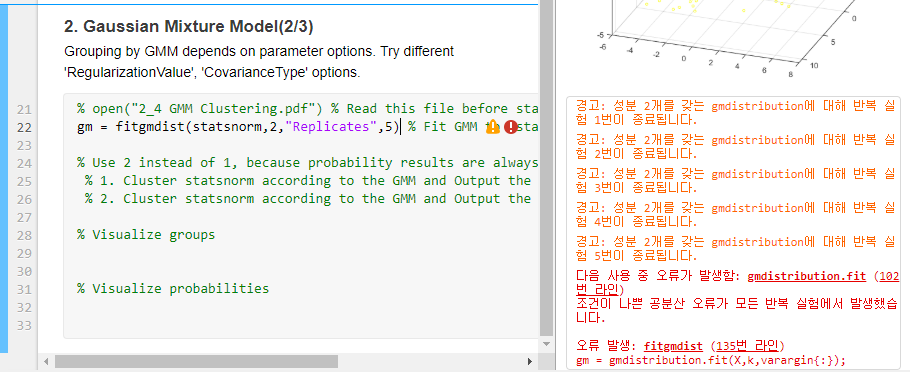 2. Gaussian Mixture Model(2/3)
Grouping by GMM depends on parameter options. Try different
'RegularizationValue', 'CovarianceType' options.
21 % open("2_4 GMM Clustering.pdf") % Read this file before sta
22 gm = fitgmdist(statsnorm,2,"Replicates",5) % Fit GMM t sta
23
24 % Use 2 instead of 1, because probability results are always
25 % 1. Cluster statsnorm according to the GMM and Output the
26 % 2. Cluster statsnorm according to the GMM and Output the
27
28 % Visualize groups
29
30
31 % Visualize probabilities
32
33
-5
-6
-4
-2
0
2
4
6
8
0
5
10
경고: 성분 2개를 갖는 gmdistribution에 대해 반복 실
험 1번이 종료됩니다.
경고: 성분 2개를 갖는 gmdistribution에 대해 반복 실
험 2번이 종료됩니다.
경고: 성분 2개를 갖는 gmdistribution에 대해 반복 실
험 3번이 종료됩니다.
경고: 성분 2개를 갖는 gmdistribution에 대해 반복 실
험 4번이 종료됩니다.
경고: 성분 2개를 갖는 gmdistribution에 대해 반복 실
험 5번이 종료됩니다.
다음 사용 중 오류가 발생함: gmdistribution.fit (102
번 라인)
조건이 나쁜 공분산 오류가 모든 반복 실험에서 발생했습
니다.
오류 발생: fitgmdist (135번 라인)
gm = gmdistribution.fit(X,k,varargin{:});